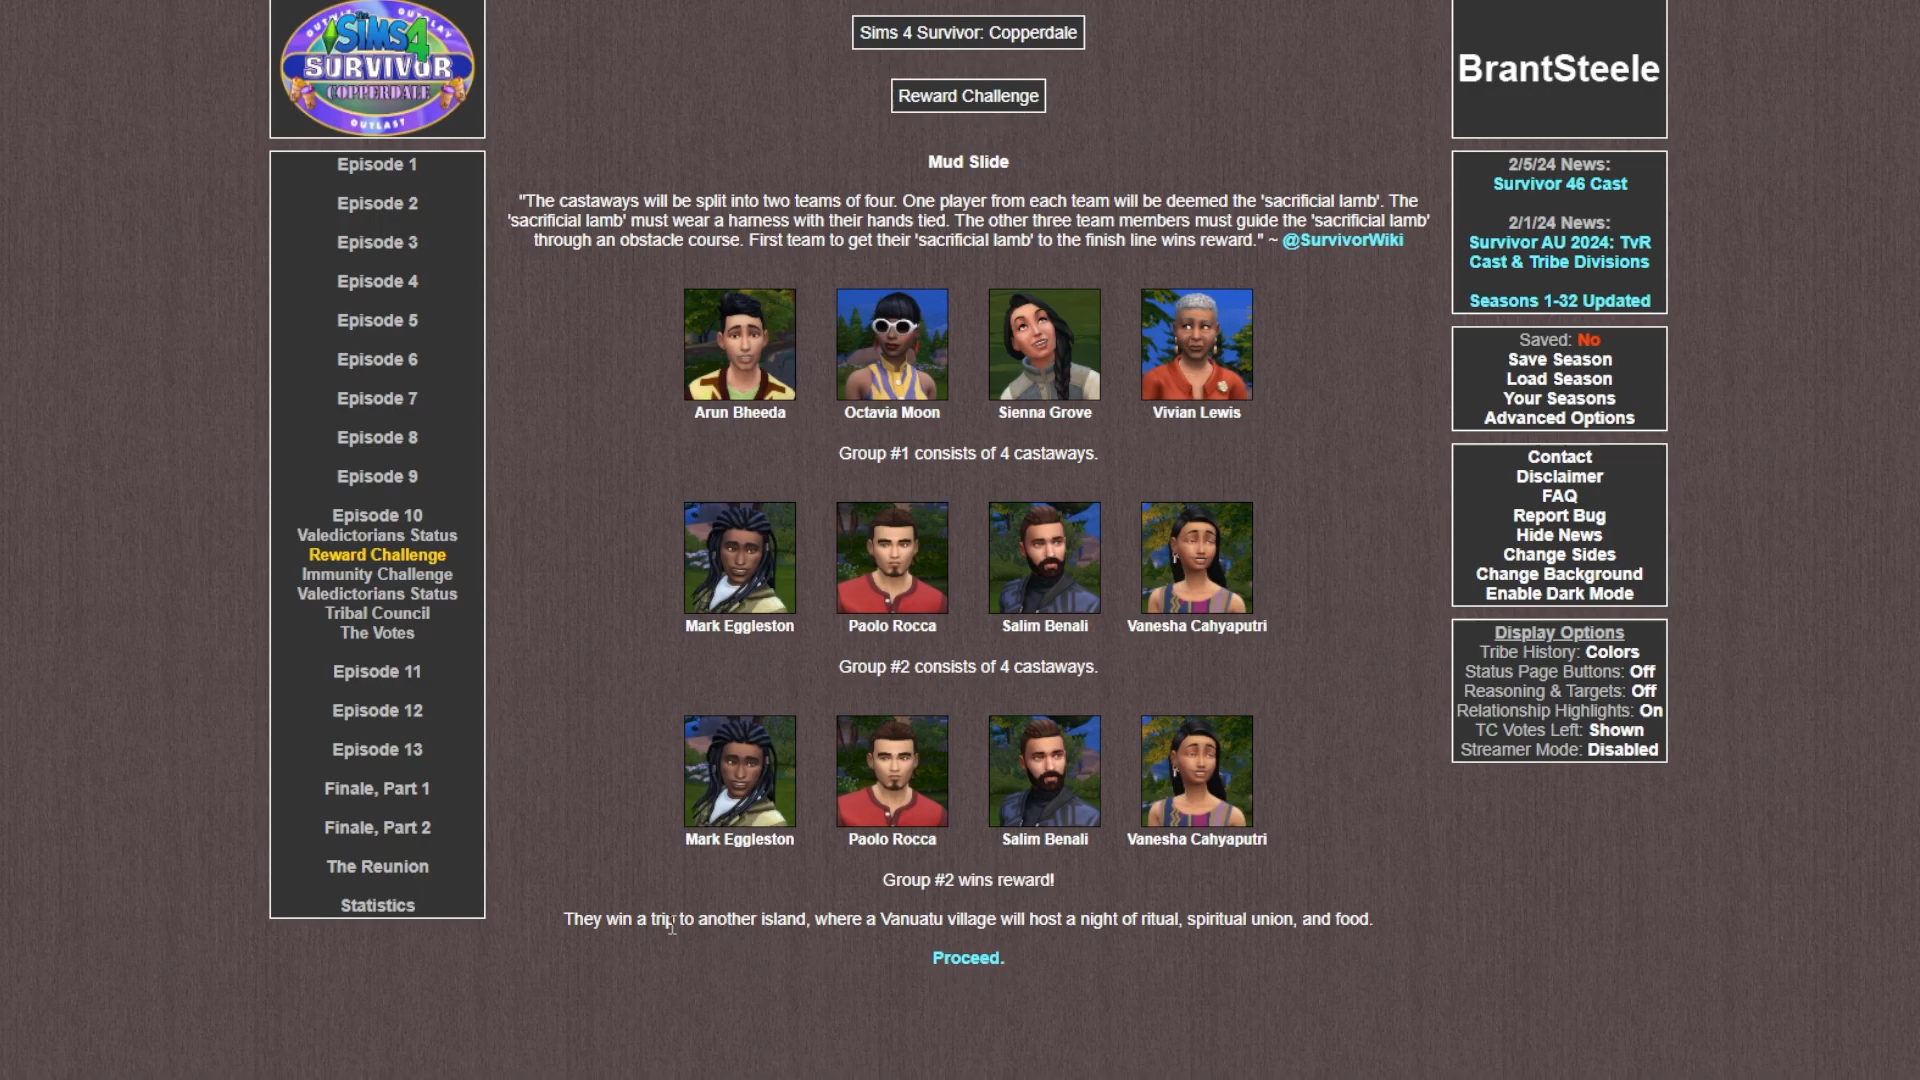 OUTWIT OUTPLAY
The SiMS 4
SURVIVOR
COPPERDALE
OUTLAST
Episode 1
Episode 2
Episode 3
Episode 4
Episode 5
Episode 6
Episode 7
Episode 8
Episode 9
Episode 10
Valedictorians Status
Reward Challenge
Immunity Challenge
Valedictorians Status
Tribal Council
The Votes
Episode 11
Episode 12
Episode 13
Finale, Part 1
Finale, Part 2
The Reunion
Statistics
Sims 4 Survivor: Copperdale
Reward Challenge
Mud Slide
"The castaways will be split into two teams of four. One player from each team will be deemed the 'sacrificial lamb'. The
'sacrificial lamb' must wear a harness with their hands tied. The other three team members must guide the 'sacrificial lamb'
through an obstacle course. First team to get their 'sacrificial lamb' to the finish line wins reward." ~ @SurvivorWiki
Arun Bheeda Octavia Moon Sienna Grove Vivian Lewis
Group #1 consists of 4 castaways.
Mark Eggleston Paolo Rocca Salim Benali Vanesha Cahyaputri
Group #2 consists of 4 castaways.
Mark Eggleston Paolo Rocca Salim Benali Vanesha Cahyaputri
Group #2 wins reward!
They win a trip to another island, where a Vanuatu village will host a night of ritual, spiritual union, and food.
Proceed.
BrantSteele
2/5/24 News:
Survivor 46 Cast
2/1/24 News:
Survivor AU 2024: TvR
Cast & Tribe Divisions
Seasons 1-32 Updated
Saved: No
Save Season
Load Season
Your Seasons
Advanced Options
Contact
Disclaimer
FAQ
Report Bug
Hide News
Change Sides
Change Background
Enable Dark Mode
Display Options
Tribe History: Colors
Status Page Buttons: Off
Reasoning & Targets: Off
Relationship Highlights: On
TC Votes Left: Shown
Streamer Mode: Disabled